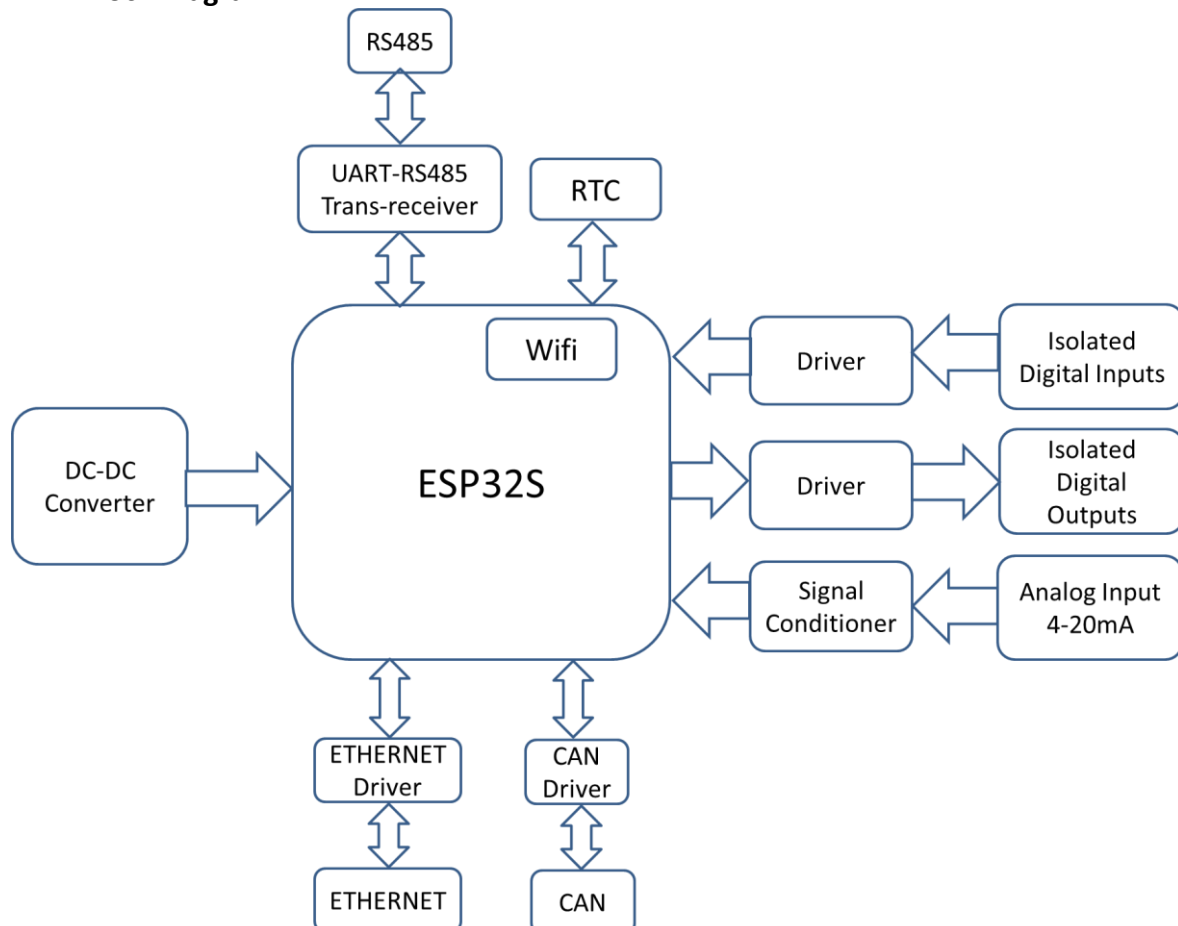 RS485
UART-RS485
Trans-receiver
RTC
Wifi
ESP32S
DC-DC
Converter
Driver
Isolated
Digital Inputs
Driver
Isolated
Digital
Outputs
Signal
Conditioner
Analog Input
4-20mA
ETHERNET
Driver
CAN
Driver
ETHERNET
CAN